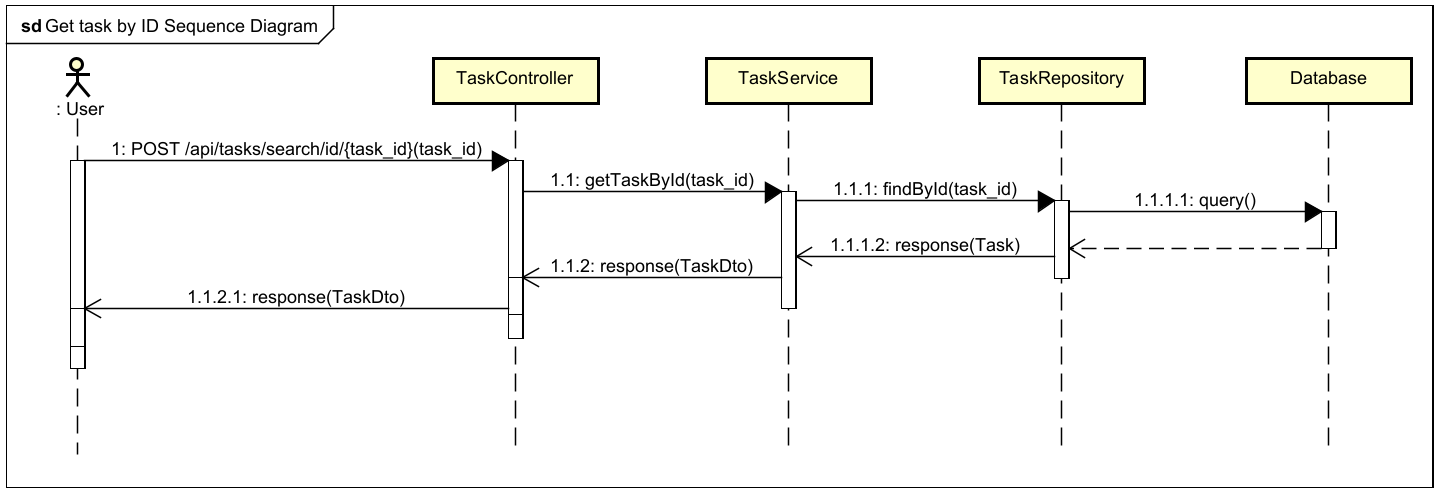 sd Get task by ID Sequence Diagram
: User
TaskController
TaskService
TaskRepository
Database
1: POST /api/tasks/search/id/{task_id}(task_id)
1.1: getTaskById(task_id)
1.1.1: findById(task_id)
1.1.1.1: query()
1.1.1.2: response(Task)
1.1.2: response(TaskDto)
1.1.2.1: response(TaskDto)